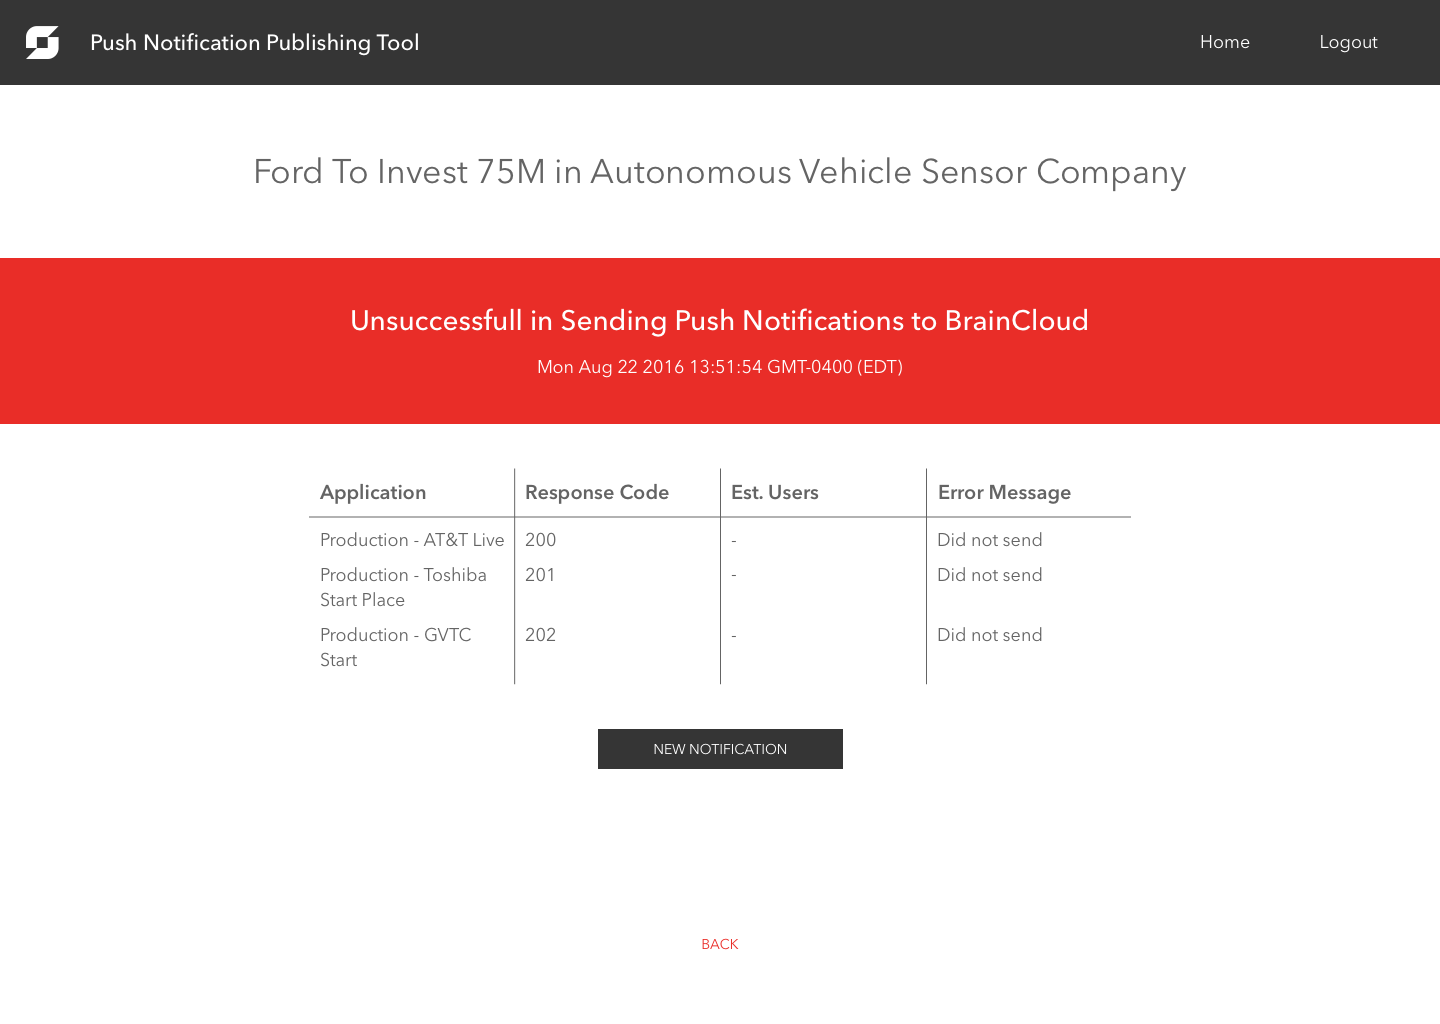 Push Notification Publishing Tool
Home
Logout
Ford To Invest 75M in Autonomous Vehicle Sensor Company
Unsuccessfull in Sending Push Notifications to BrainCloud
Mon Aug 22 2016 13:51:54 GMT-0400 (EDT)
Application Response Code Est. Users Error Message
Production - AT&T Live 200 - Did not send
Production - Toshiba 201 - Did not send
Start Place
Production - GVTC 202 - Did not send
Start
NEW NOTIFICATION
BACK